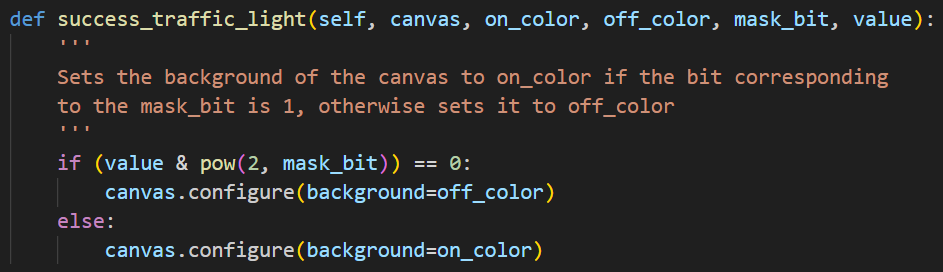 def success_traffic_light(self, canvas, on_color, off_color, mask_bit, value):
    '''
    Sets the background of the canvas to on_color if the bit corresponding
    to the mask_bit is 1, otherwise sets it to off_color
    '''
    if (value & pow(2, mask_bit)) == 0:
        canvas.configure(background=off_color)
    else:
        canvas.configure(background=on_color)